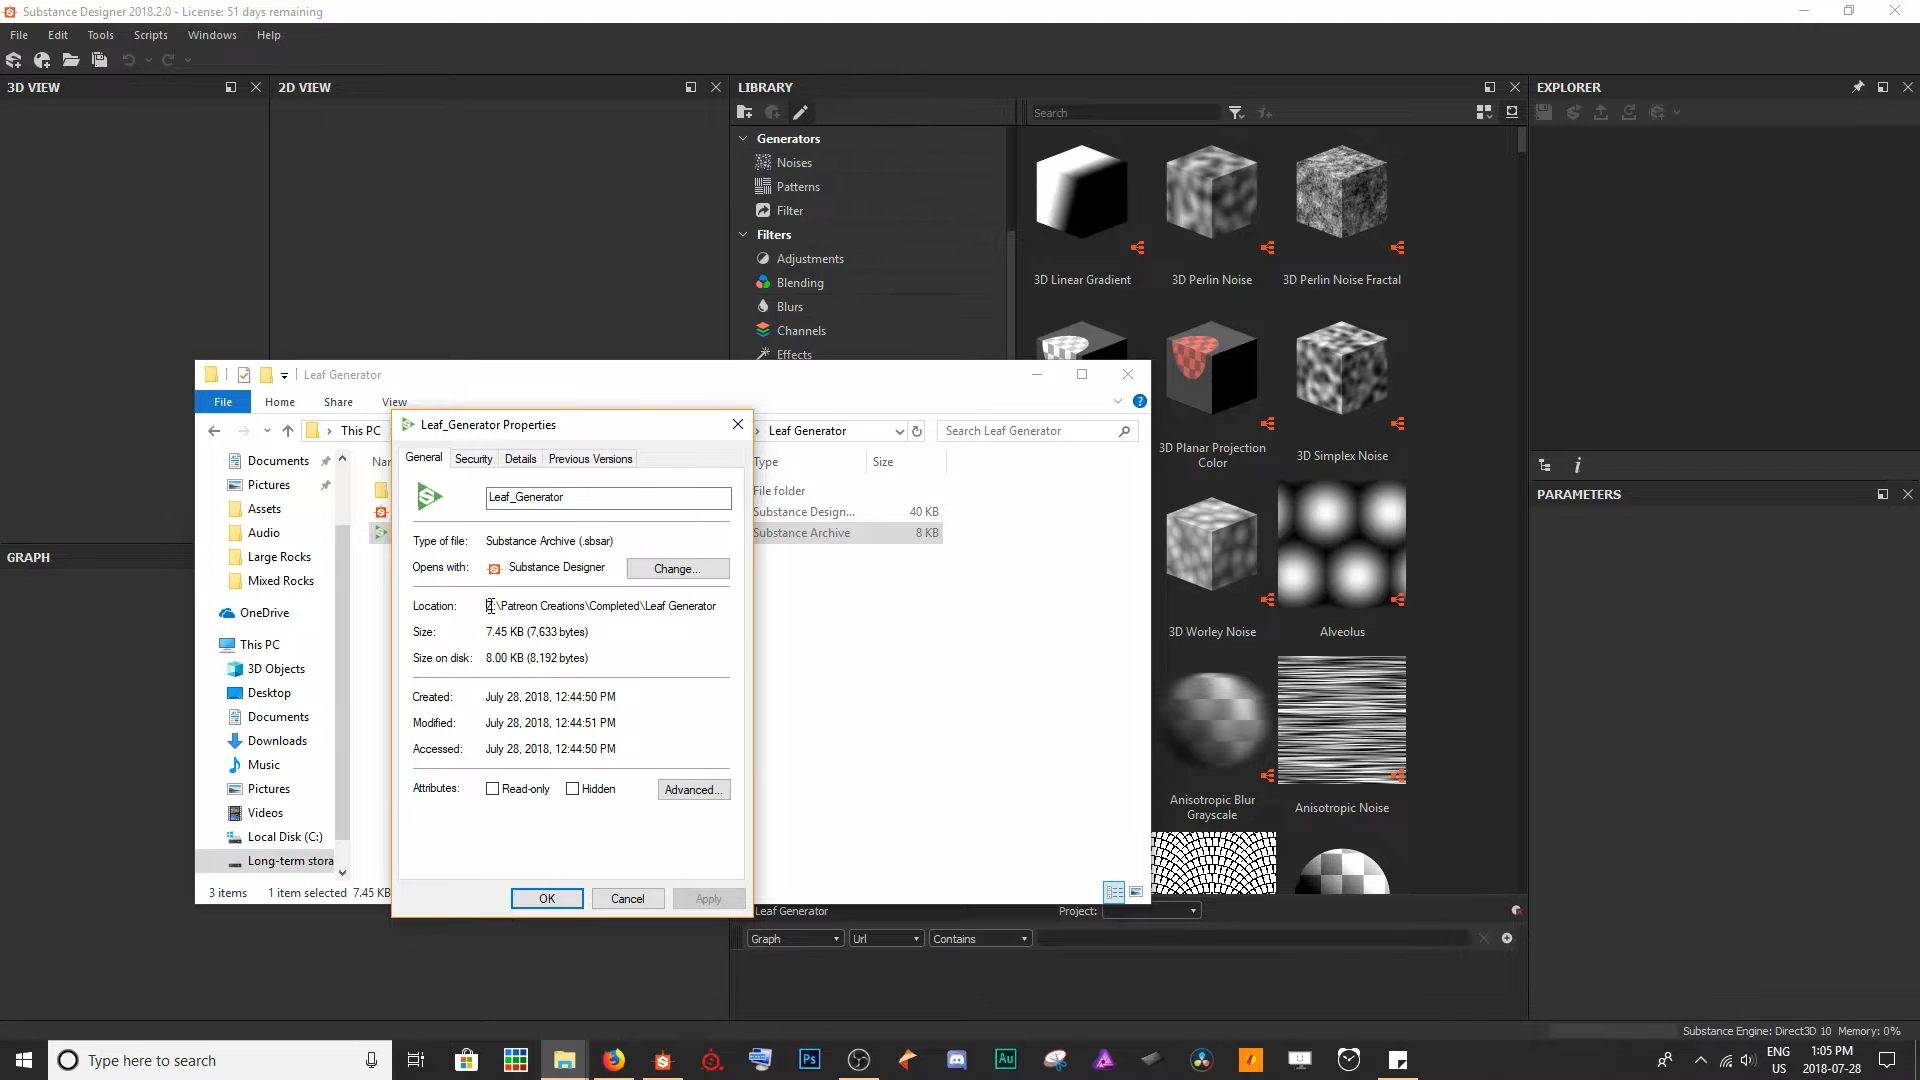 Substance Designer 2018.2.0 - License: 51 days remaining
File Edit Tools Scripts Windows Help
3D VIEW
2D VIEW
LIBRARY
EXPLORER
Search
Generators
Noises
Patterns
Filter
Filters
Adjustments
Blending
Blurs
Channels
Effects
3D Linear Gradient
3D Perlin Noise
3D Perlin Noise Fractal
3D Planar Projection
Color
3D Simplex Noise
3D Worley Noise
Alveolus
Anisotropic Blur
Grayscale
Anisotropic Noise
PARAMETERS
GRAPH
Leaf Generator
File Home Share View
This PC
Leaf Generator
Search Leaf Generator
Documents
Pictures
Assets
Audio
Large Rocks
Mixed Rocks
OneDrive
This PC
3D Objects
Desktop
Documents
Downloads
Music
Pictures
Videos
Local Disk (C:)
Long-term stora
Type Size
File folder
Substance Design... 40 KB
Substance Archive 8 KB
3 items 1 item selected 7.45 KB
Leaf_Generator Properties
General Security Details Previous Versions
Leaf_Generator
Type of file: Substance Archive (.sbsar)
Opens with: Substance Designer Change...
Location: :\Patreon Creations\Completed\Leaf Generator
Size: 7.45 KB (7,633 bytes)
Size on disk: 8.00 KB (8,192 bytes)
Created: July 28, 2018, 12:44:50 PM
Modified: July 28, 2018, 12:44:51 PM
Accessed: July 28, 2018, 12:44:50 PM
Attributes: Read-only Hidden Advanced...
OK Cancel Apply
Leaf Generator
Project:
Graph Url Contains
Substance Engine: Direct3D 10 Memory: 0%
Type here to search
Ps
Au
ENG
US
1:05 PM
2018-07-28